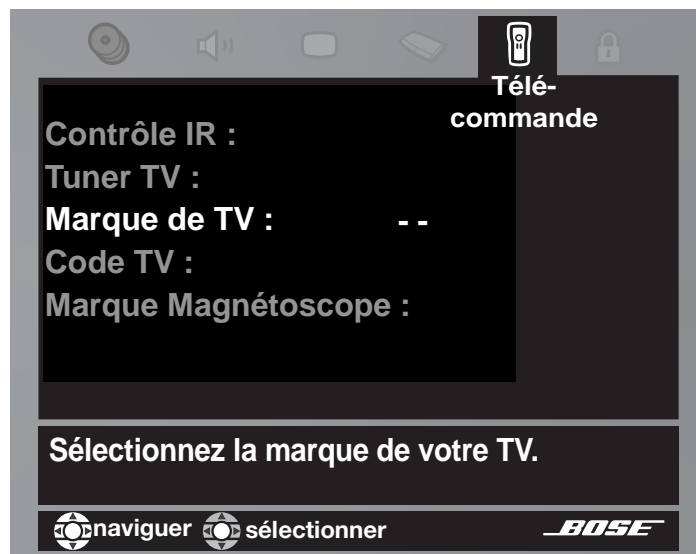 Télé-
commande
Contrôle IR :
Tuner TV :
Marque de TV : - -
Code TV :
Marque Magnétoscope :
Sélectionnez la marque de votre TV.
naviguer sélectionner BOSE